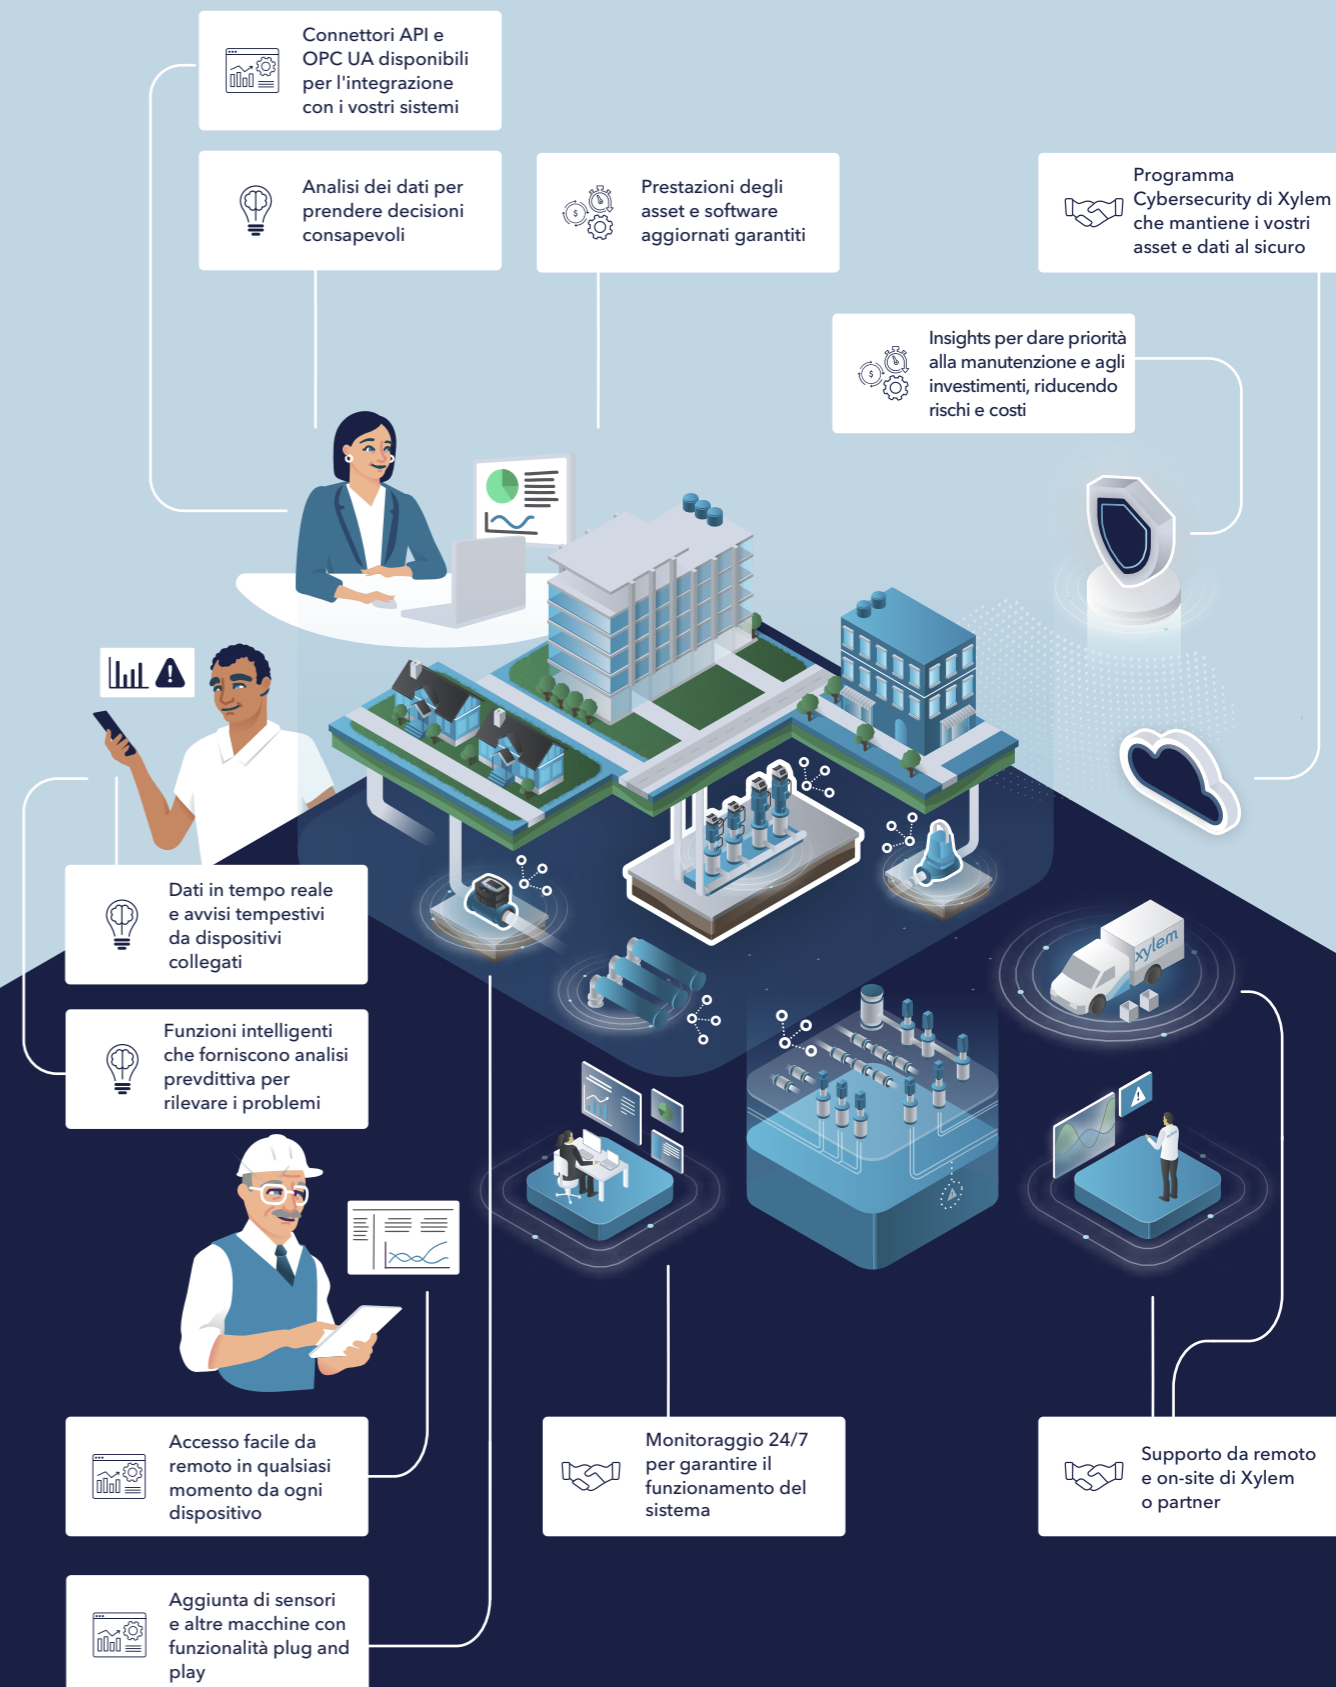 Connettori API e
OPC UA disponibili
per l'integrazione
con i vostri sistemi
Analisi dei dati per
prendere decisioni
consapevoli
Prestazioni degli
asset e software
aggiornati garantiti
Programma
Cybersecurity di Xylem
che mantiene i vostri
asset e dati al sicuro
Insights per dare priorità
alla manutenzione e agli
investimenti, riducendo
rischi e costi
Dati in tempo reale
e avvisi tempestivi
da dispositivi
collegati
xylem
Funzioni intelligenti
che forniscono analisi
prevdittiva per
rilevare i problemi
Accesso facile da
remoto in qualsiasi
momento da ogni
dispositivo
Monitoraggio 24/7
per garantire il
funzionamento del
sistema
Supporto da remoto
e on-site di Xylem
o partner
Aggiunta di sensori
e altre macchine con
funzionalità plug and
play